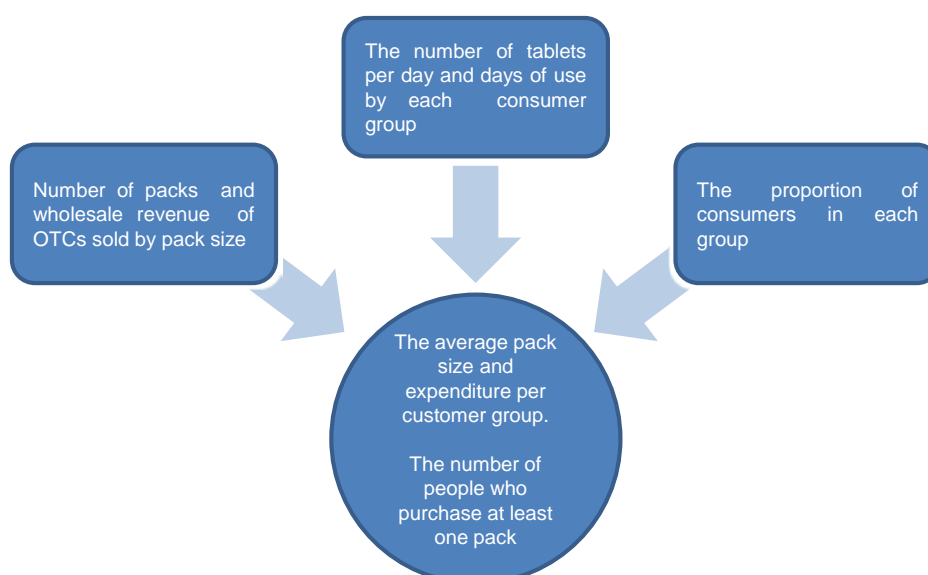 The number of tablets
per day and days of use
by each consumer
group
Number of packs and
wholesale revenue of
OTCs sold by pack size
The proportion of
consumers in each
group
The average pack
size and
expenditure per
customer group.
The number of
people who
purchase at least
one pack